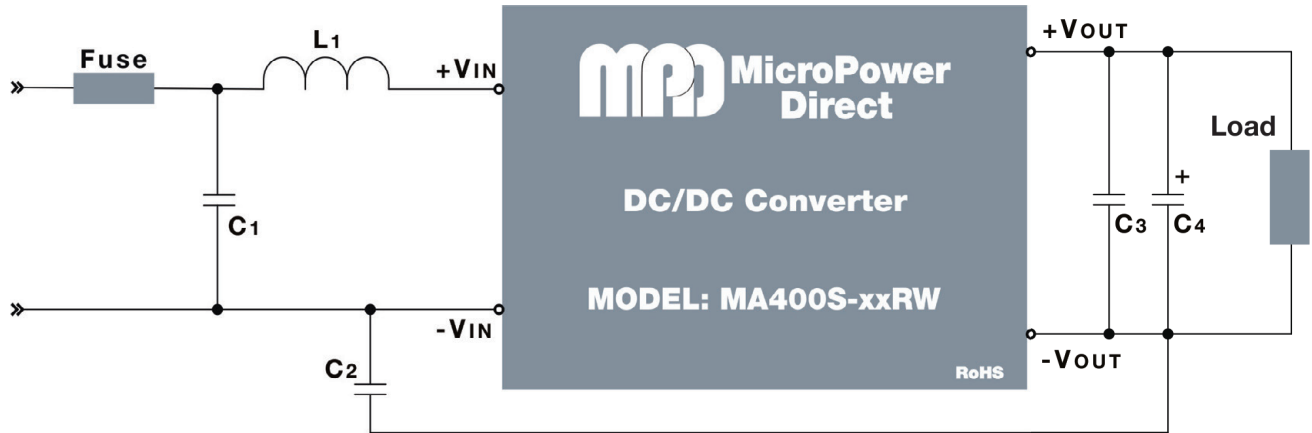 Fuse
L1
+VIN
C1
-VIN
C2
MPD MicroPower
Direct
DC/DC Converter
MODEL: MA400S-xxRW
RoHS
+VOUT
Load
+
C3
C4
-VOUT